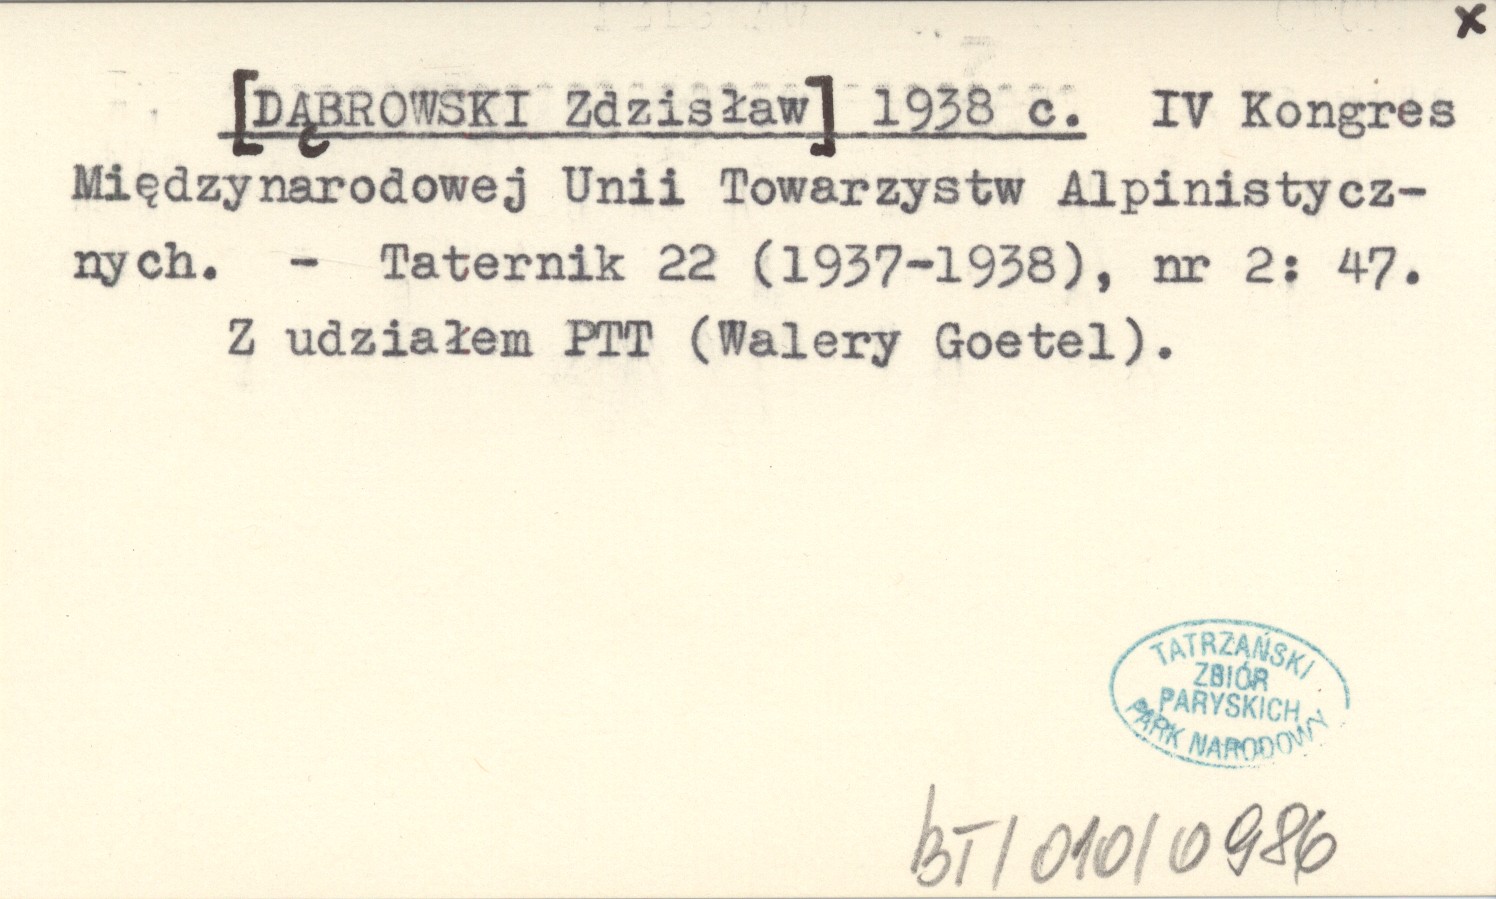 x
[DĄBROWSKI Zdzisław] 1938 c. IV Kongres
Międzynarodowej Unii Towarzystw Alpinistycz-
nych. - Taternik 22 (1937-1938), nr 2: 47.
Z udziałem PTT (Walery Goetel).
TATRZAŃSKI
ZBIÓR
PARYSKICH
PARK NARODOWY
BT/010/0986